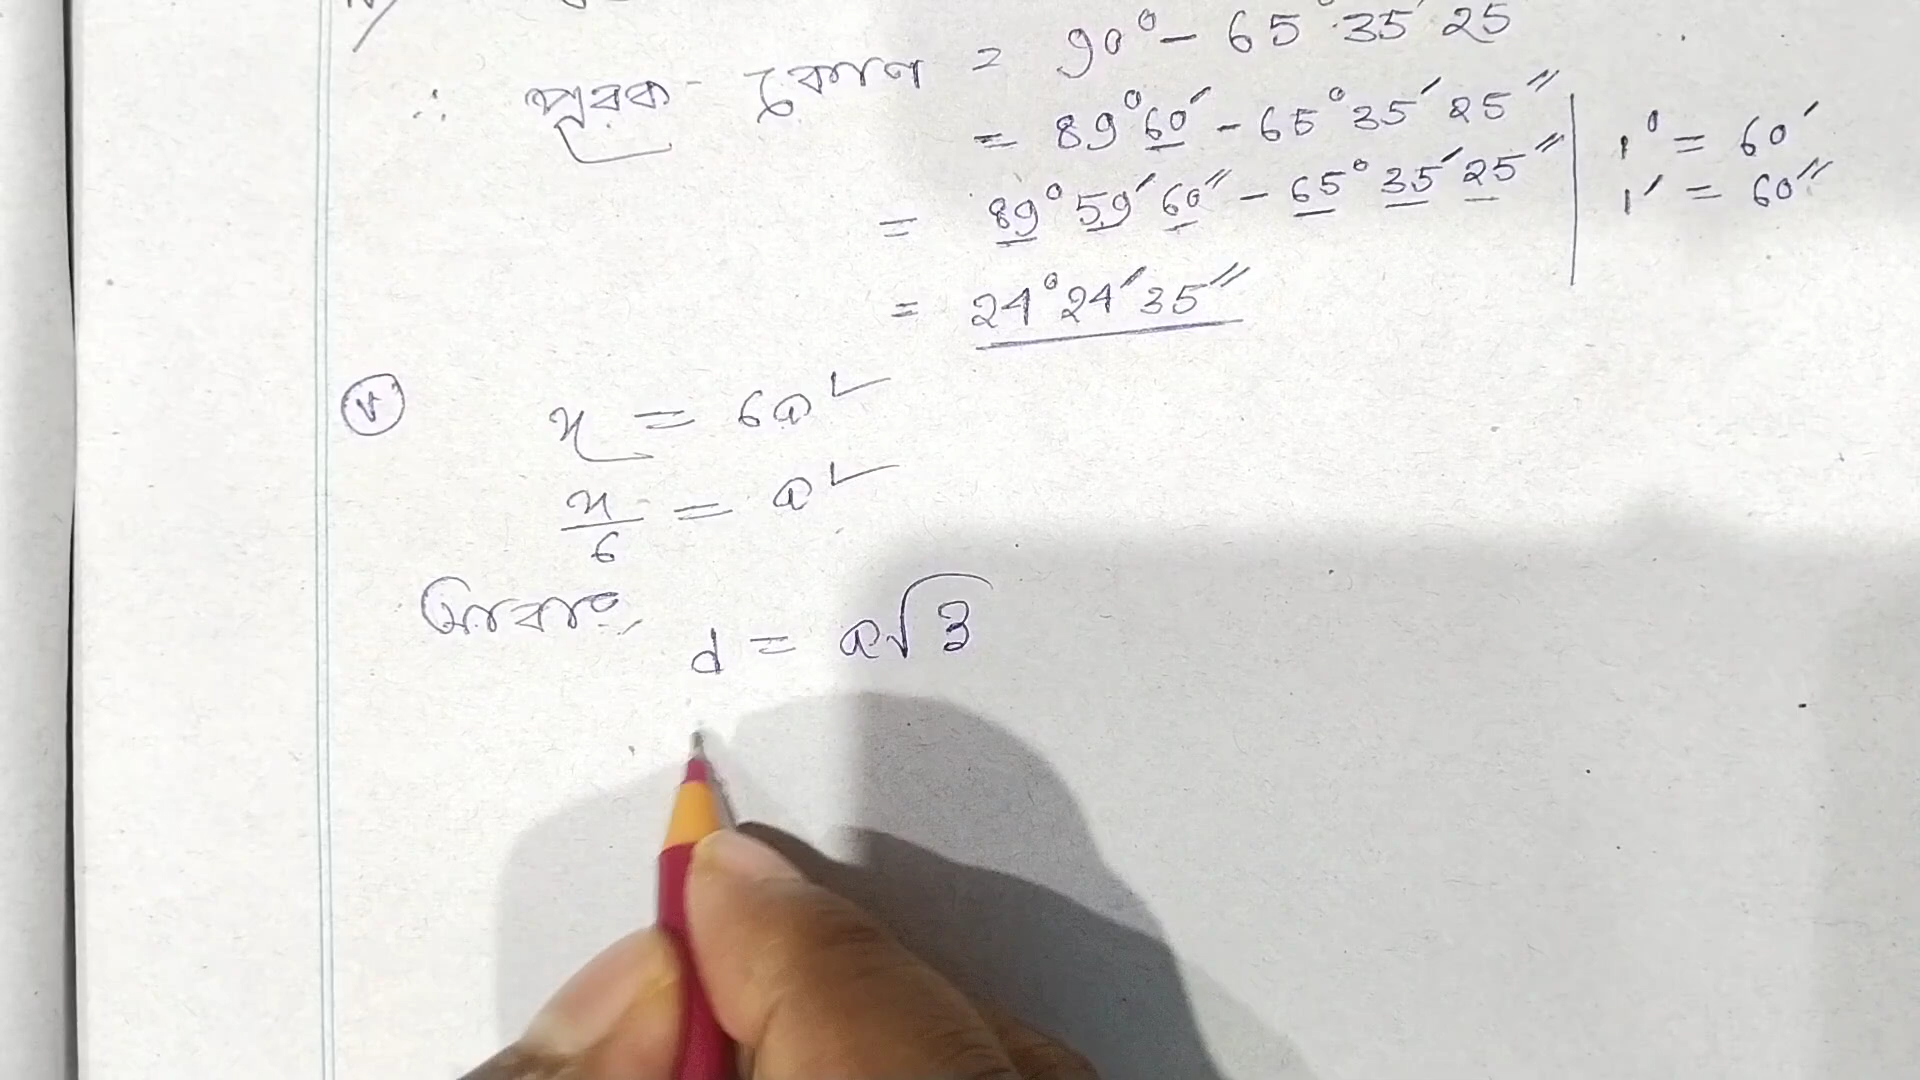 ∴ পূরক কোণ = 90° - 65° 35′ 25
= 89°60′ - 65° 35′ 25″
= 89° 59′ 60″ - 65° 35′ 25″
= 24° 24′ 35″
1° = 60′
1′ = 60″
v
x = 6a²
x/6 = a²
আবার, d = a√3